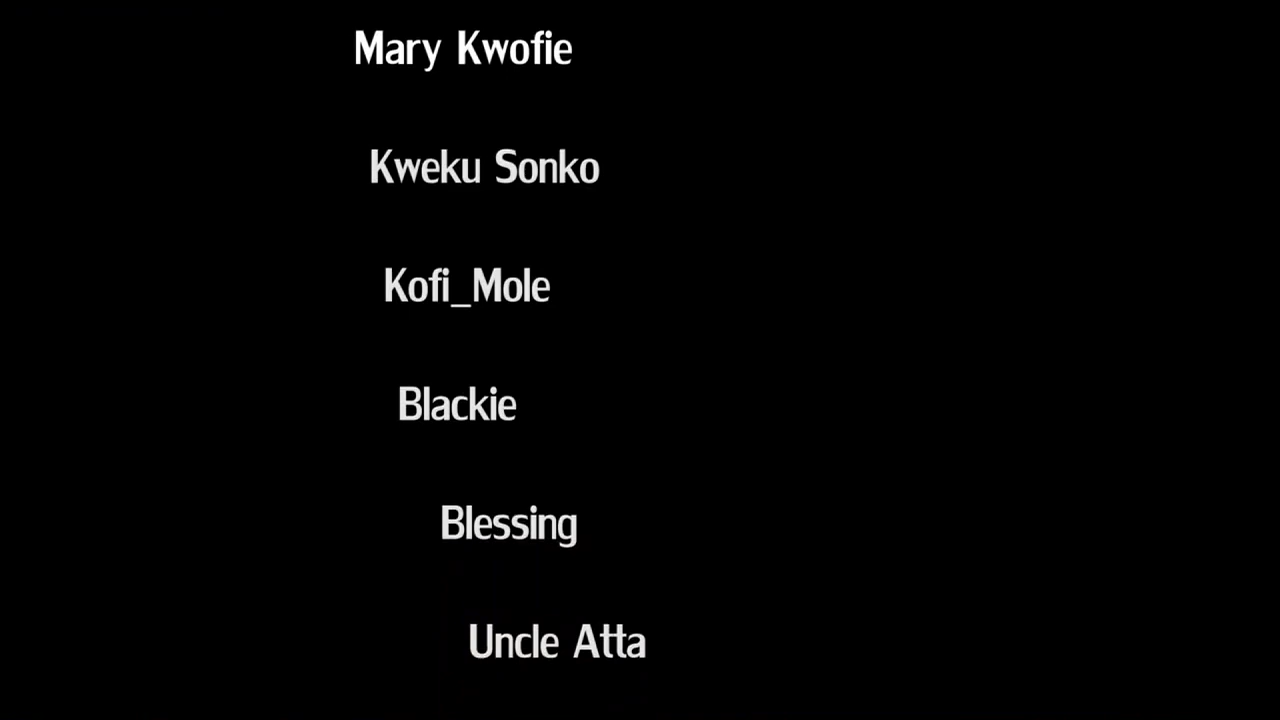 Mary Kwofie
Kweku Sonko
Kofi_Mole
Blackie
Blessing
Uncle Atta